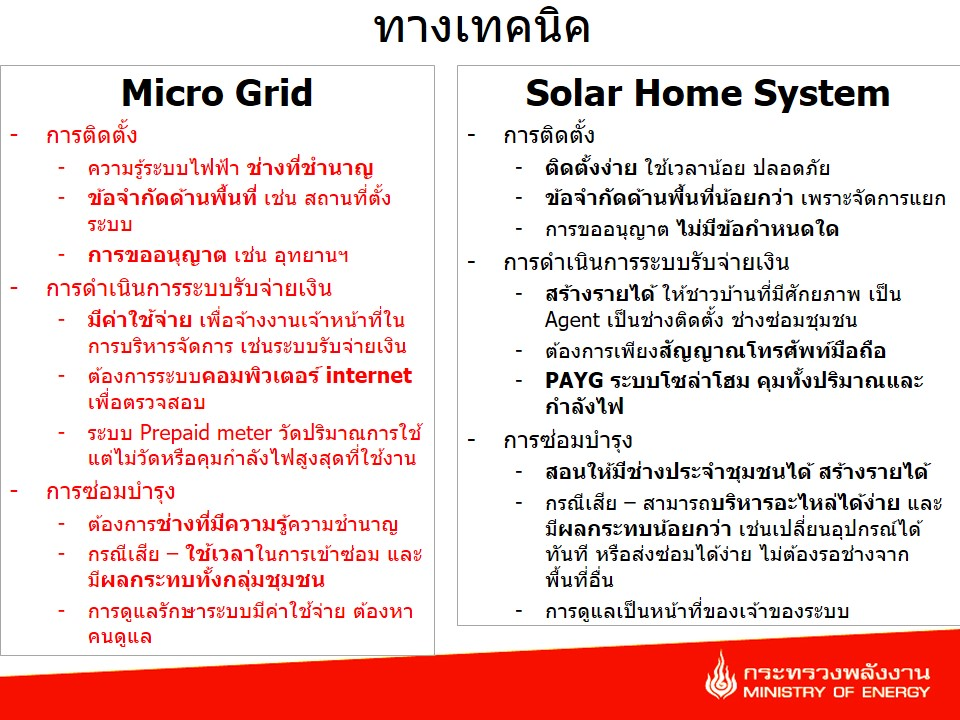 ทางเทคนิค
Micro Grid
- การติดตั้ง
- ความรู้ระบบไฟฟ้า ช่างที่ชำนาญ
- ข้อจำกัดด้านพื้นที่ เช่น สถานที่ตั้ง
ระบบ
- การขออนุญาต เช่น อุทยานฯ
- การดำเนินการระบบรับจ่ายเงิน
- มีค่าใช้จ่าย เพื่อจ้างงานเจ้าหน้าที่ใน
การบริหารจัดการ เช่นระบบรับจ่ายเงิน
- ต้องการระบบคอมพิวเตอร์ internet
เพื่อตรวจสอบ
- ระบบ Prepaid meter วัดปริมาณการใช้
แต่ไม่วัดหรือคุมกำลังไฟสูงสุดที่ใช้งาน
- การซ่อมบำรุง
- ต้องการช่างที่มีความรู้ความชำนาญ
- กรณีเสีย – ใช้เวลาในการเข้าซ่อม และ
มีผลกระทบทั้งกลุ่มชุมชน
- การดูแลรักษาระบบมีค่าใช้จ่าย ต้องหา
คนดูแล
Solar Home System
- การติดตั้ง
- ติดตั้งง่าย ใช้เวลาน้อย ปลอดภัย
- ข้อจำกัดด้านพื้นที่น้อยกว่า เพราะจัดการแยก
- การขออนุญาต ไม่มีข้อกำหนดใด
- การดำเนินการระบบรับจ่ายเงิน
- สร้างรายได้ ให้ชาวบ้านที่มีศักยภาพ เป็น
Agent เป็นช่างติดตั้ง ช่างซ่อมชุมชน
- ต้องการเพียงสัญญาณโทรศัพท์มือถือ
- PAYG ระบบโซล่าโฮม คุมทั้งปริมาณและ
กำลังไฟ
- การซ่อมบำรุง
- สอนให้มีช่างประจำชุมชนได้ สร้างรายได้
- กรณีเสีย – สามารถบริหารอะไหล่ได้ง่าย และ
มีผลกระทบน้อยกว่า เช่นเปลี่ยนอุปกรณ์ได้
ทันที หรือส่งซ่อมได้ง่าย ไม่ต้องรอช่างจาก
พื้นที่อื่น
- การดูแลเป็นหน้าที่ของเจ้าของระบบ
กระทรวงพลังงาน
MINISTRY OF ENERGY